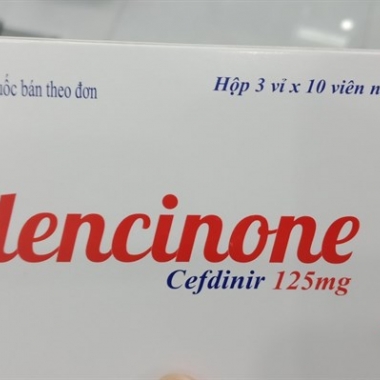 uốc bán theo đơn
Hộp 3 vỉ x 10 viên n
lencinone
Cefdinir 125mg